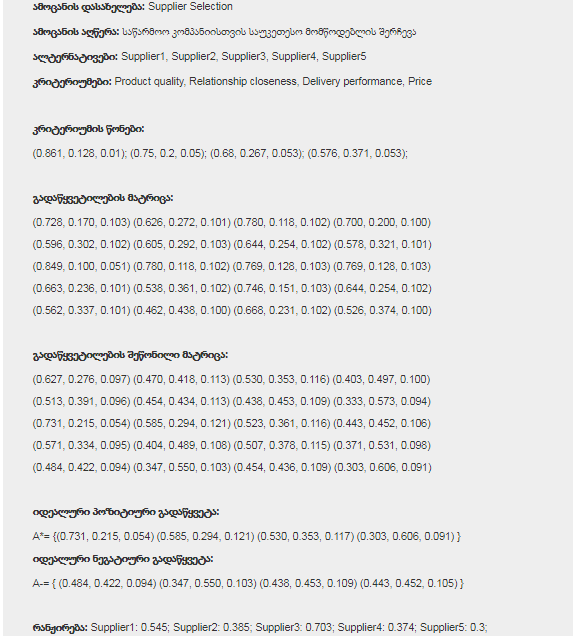 ამოცანის დასახელება: Supplier Selection
ამოცანის აღწერა: საწარმოო კომპანიისთვის საუკეთესო მომწოდებლის შერჩევა
ალტერნატივები: Supplier1, Supplier2, Supplier3, Supplier4, Supplier5
კრიტერიუმები: Product quality, Relationship closeness, Delivery performance, Price
კრიტერიუმის წონები:
(0.861, 0.128, 0.01); (0.75, 0.2, 0.05); (0.68, 0.267, 0.053); (0.576, 0.371, 0.053);
გადაწყვეტილების მატრიცა:
(0.728, 0.170, 0.103) (0.626, 0.272, 0.101) (0.780, 0.118, 0.102) (0.700, 0.200, 0.100)
(0.596, 0.302, 0.102) (0.605, 0.292, 0.103) (0.644, 0.254, 0.102) (0.578, 0.321, 0.101)
(0.849, 0.100, 0.051) (0.780, 0.118, 0.102) (0.769, 0.128, 0.103) (0.769, 0.128, 0.103)
(0.663, 0.236, 0.101) (0.538, 0.361, 0.102) (0.746, 0.151, 0.103) (0.644, 0.254, 0.102)
(0.562, 0.337, 0.101) (0.462, 0.438, 0.100) (0.668, 0.231, 0.102) (0.526, 0.374, 0.100)
გადაწყვეტილების შეწონილი მატრიცა:
(0.627, 0.276, 0.097) (0.470, 0.418, 0.113) (0.530, 0.353, 0.116) (0.403, 0.497, 0.100)
(0.513, 0.391, 0.096) (0.454, 0.434, 0.113) (0.438, 0.453, 0.109) (0.333, 0.573, 0.094)
(0.731, 0.215, 0.054) (0.585, 0.294, 0.121) (0.523, 0.361, 0.116) (0.443, 0.452, 0.106)
(0.571, 0.334, 0.095) (0.404, 0.489, 0.108) (0.507, 0.378, 0.115) (0.371, 0.531, 0.098)
(0.484, 0.422, 0.094) (0.347, 0.550, 0.103) (0.454, 0.436, 0.109) (0.303, 0.606, 0.091)
იდეალური პოზიტიური გადაწყვეტა:
A*= {(0.731, 0.215, 0.054) (0.585, 0.294, 0.121) (0.530, 0.353, 0.117) (0.303, 0.606, 0.091) }
იდეალური ნეგატიური გადაწყვეტა:
A-= { (0.484, 0.422, 0.094) (0.347, 0.550, 0.103) (0.438, 0.453, 0.109) (0.443, 0.452, 0.105) }
რანჟირება: Supplier1: 0.545; Supplier2: 0.385; Supplier3: 0.703; Supplier4: 0.374; Supplier5: 0.3;